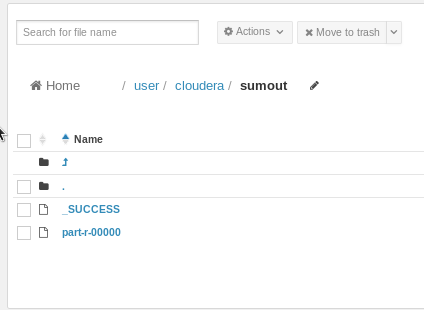 Search for file name
Actions
Move to trash
Home / user / cloudera / sumout
Name
.
_SUCCESS
part-r-00000